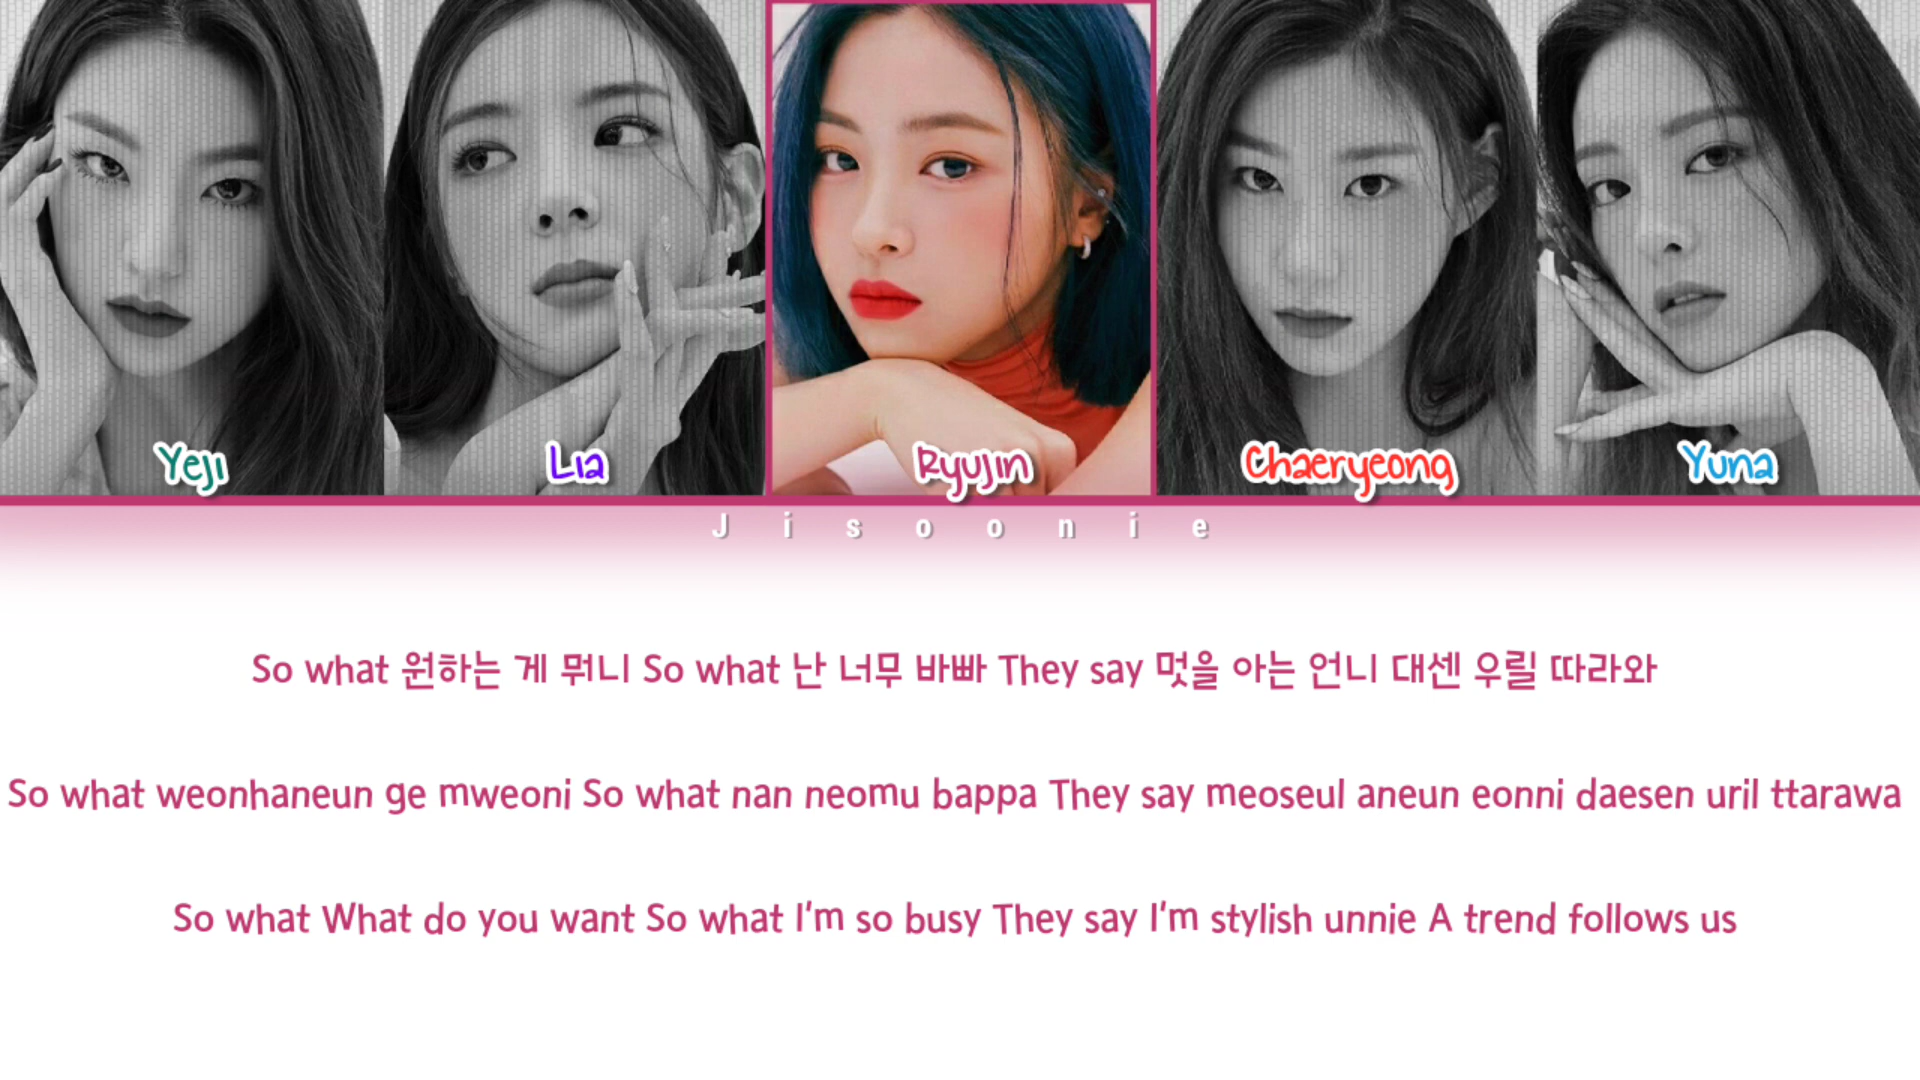 Yeji Lia Ryujin Chaeryeong Yuna
Jisoonie
So what 원하는 게 뭐니 So what 난 너무 바빠 They say 멋을 아는 언니 대센 우릴 따라와
So what weonhaneun ge mweoni So what nan neomu bappa They say meoseul aneun eonni daesen uril ttarawa
So what What do you want So what I'm so busy They say I'm stylish unnie A trend follows us